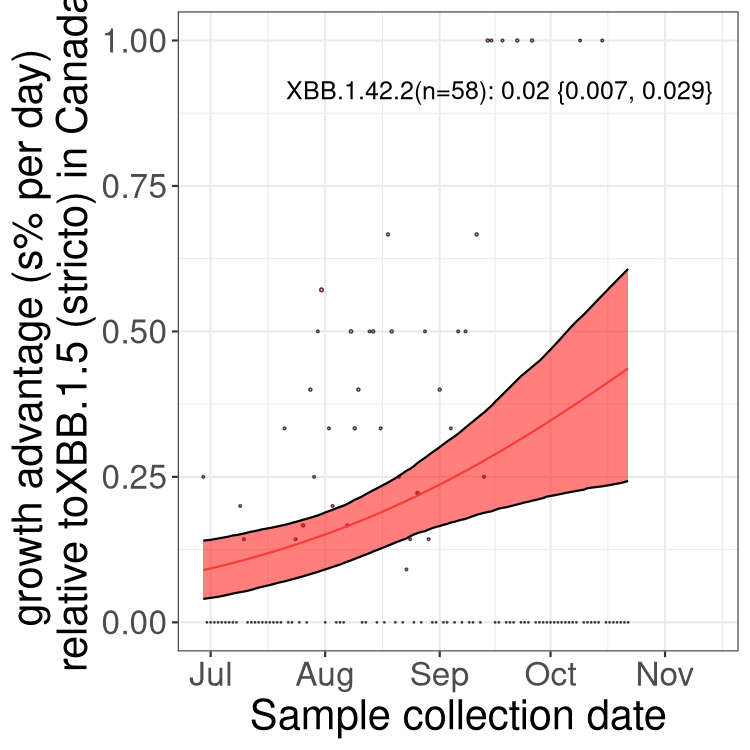 growth advantage (s% per day)
relative toXBB.1.5 (stricto) in Canada
1.00
0.75
0.50
0.25
0.00
XBB.1.42.2(n=58): 0.02 {0.007, 0.029}
Jul Aug Sep Oct Nov
Sample collection date